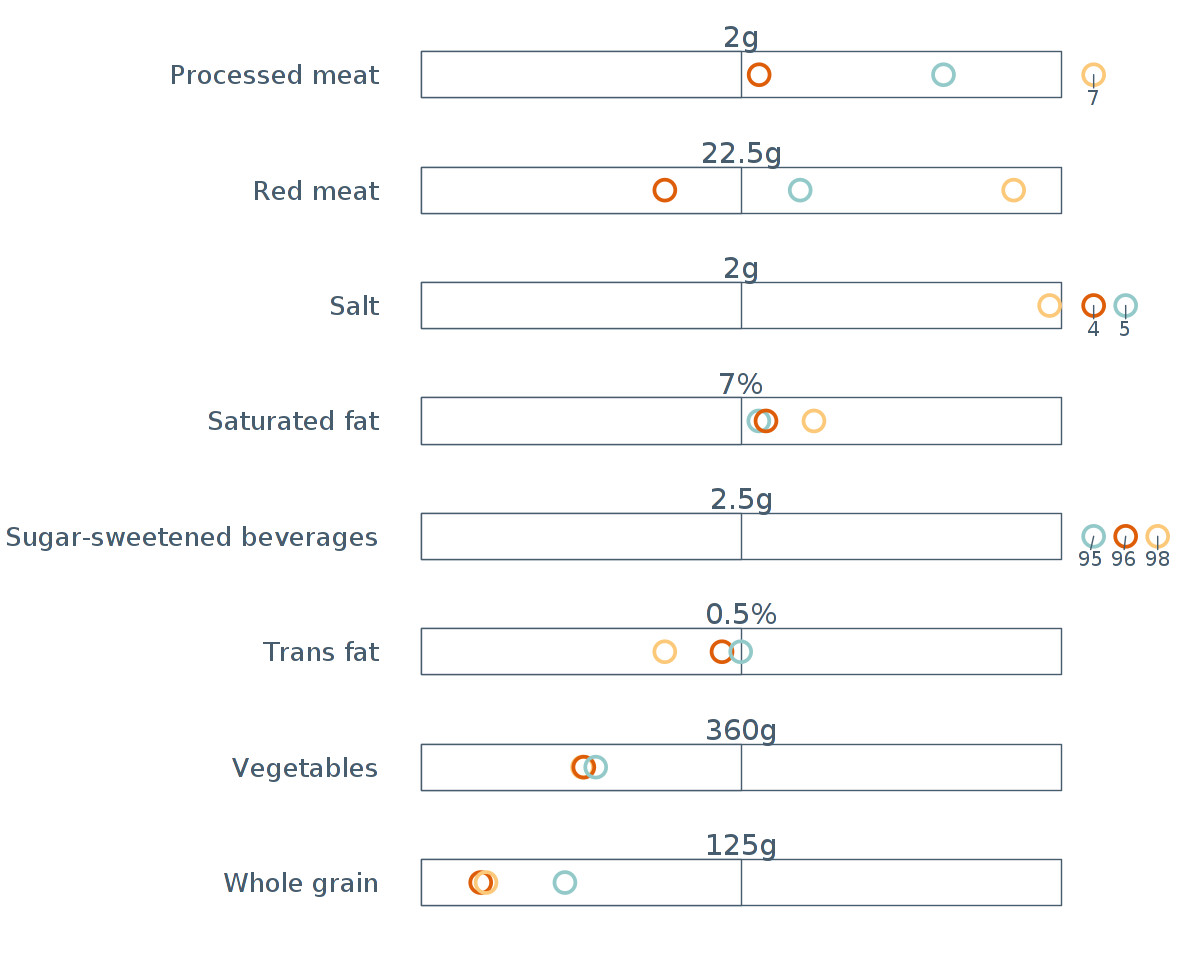 2g
Processed meat
7
22.5g
Red meat
2g
Salt
4 5
7%
Saturated fat
2.5g
Sugar-sweetened beverages
95 96 98
0.5%
Trans fat
360g
Vegetables
125g
Whole grain